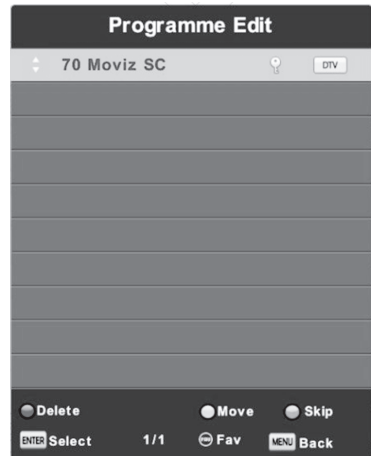 Programme Edit
70 Moviz SC DTV
Delete Move Skip
ENTER Select 1/1 Fav MENU Back